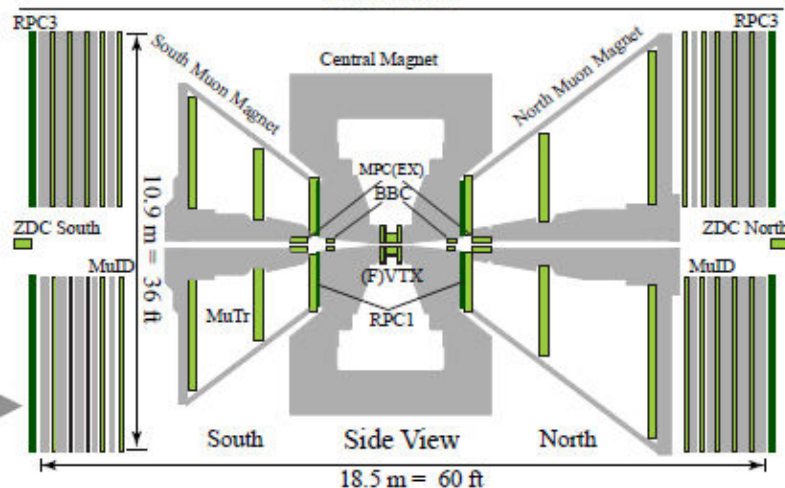 RPC3
RPC3
South Muon Magnet
Central Magnet
North Muon Magnet
MPC(EX)
BBC
10.9 m = 36 ft
ZDC South
ZDC North
MuID
MuID
(F)VTX
MuTr
RPC1
South
Side View
North
18.5 m = 60 ft